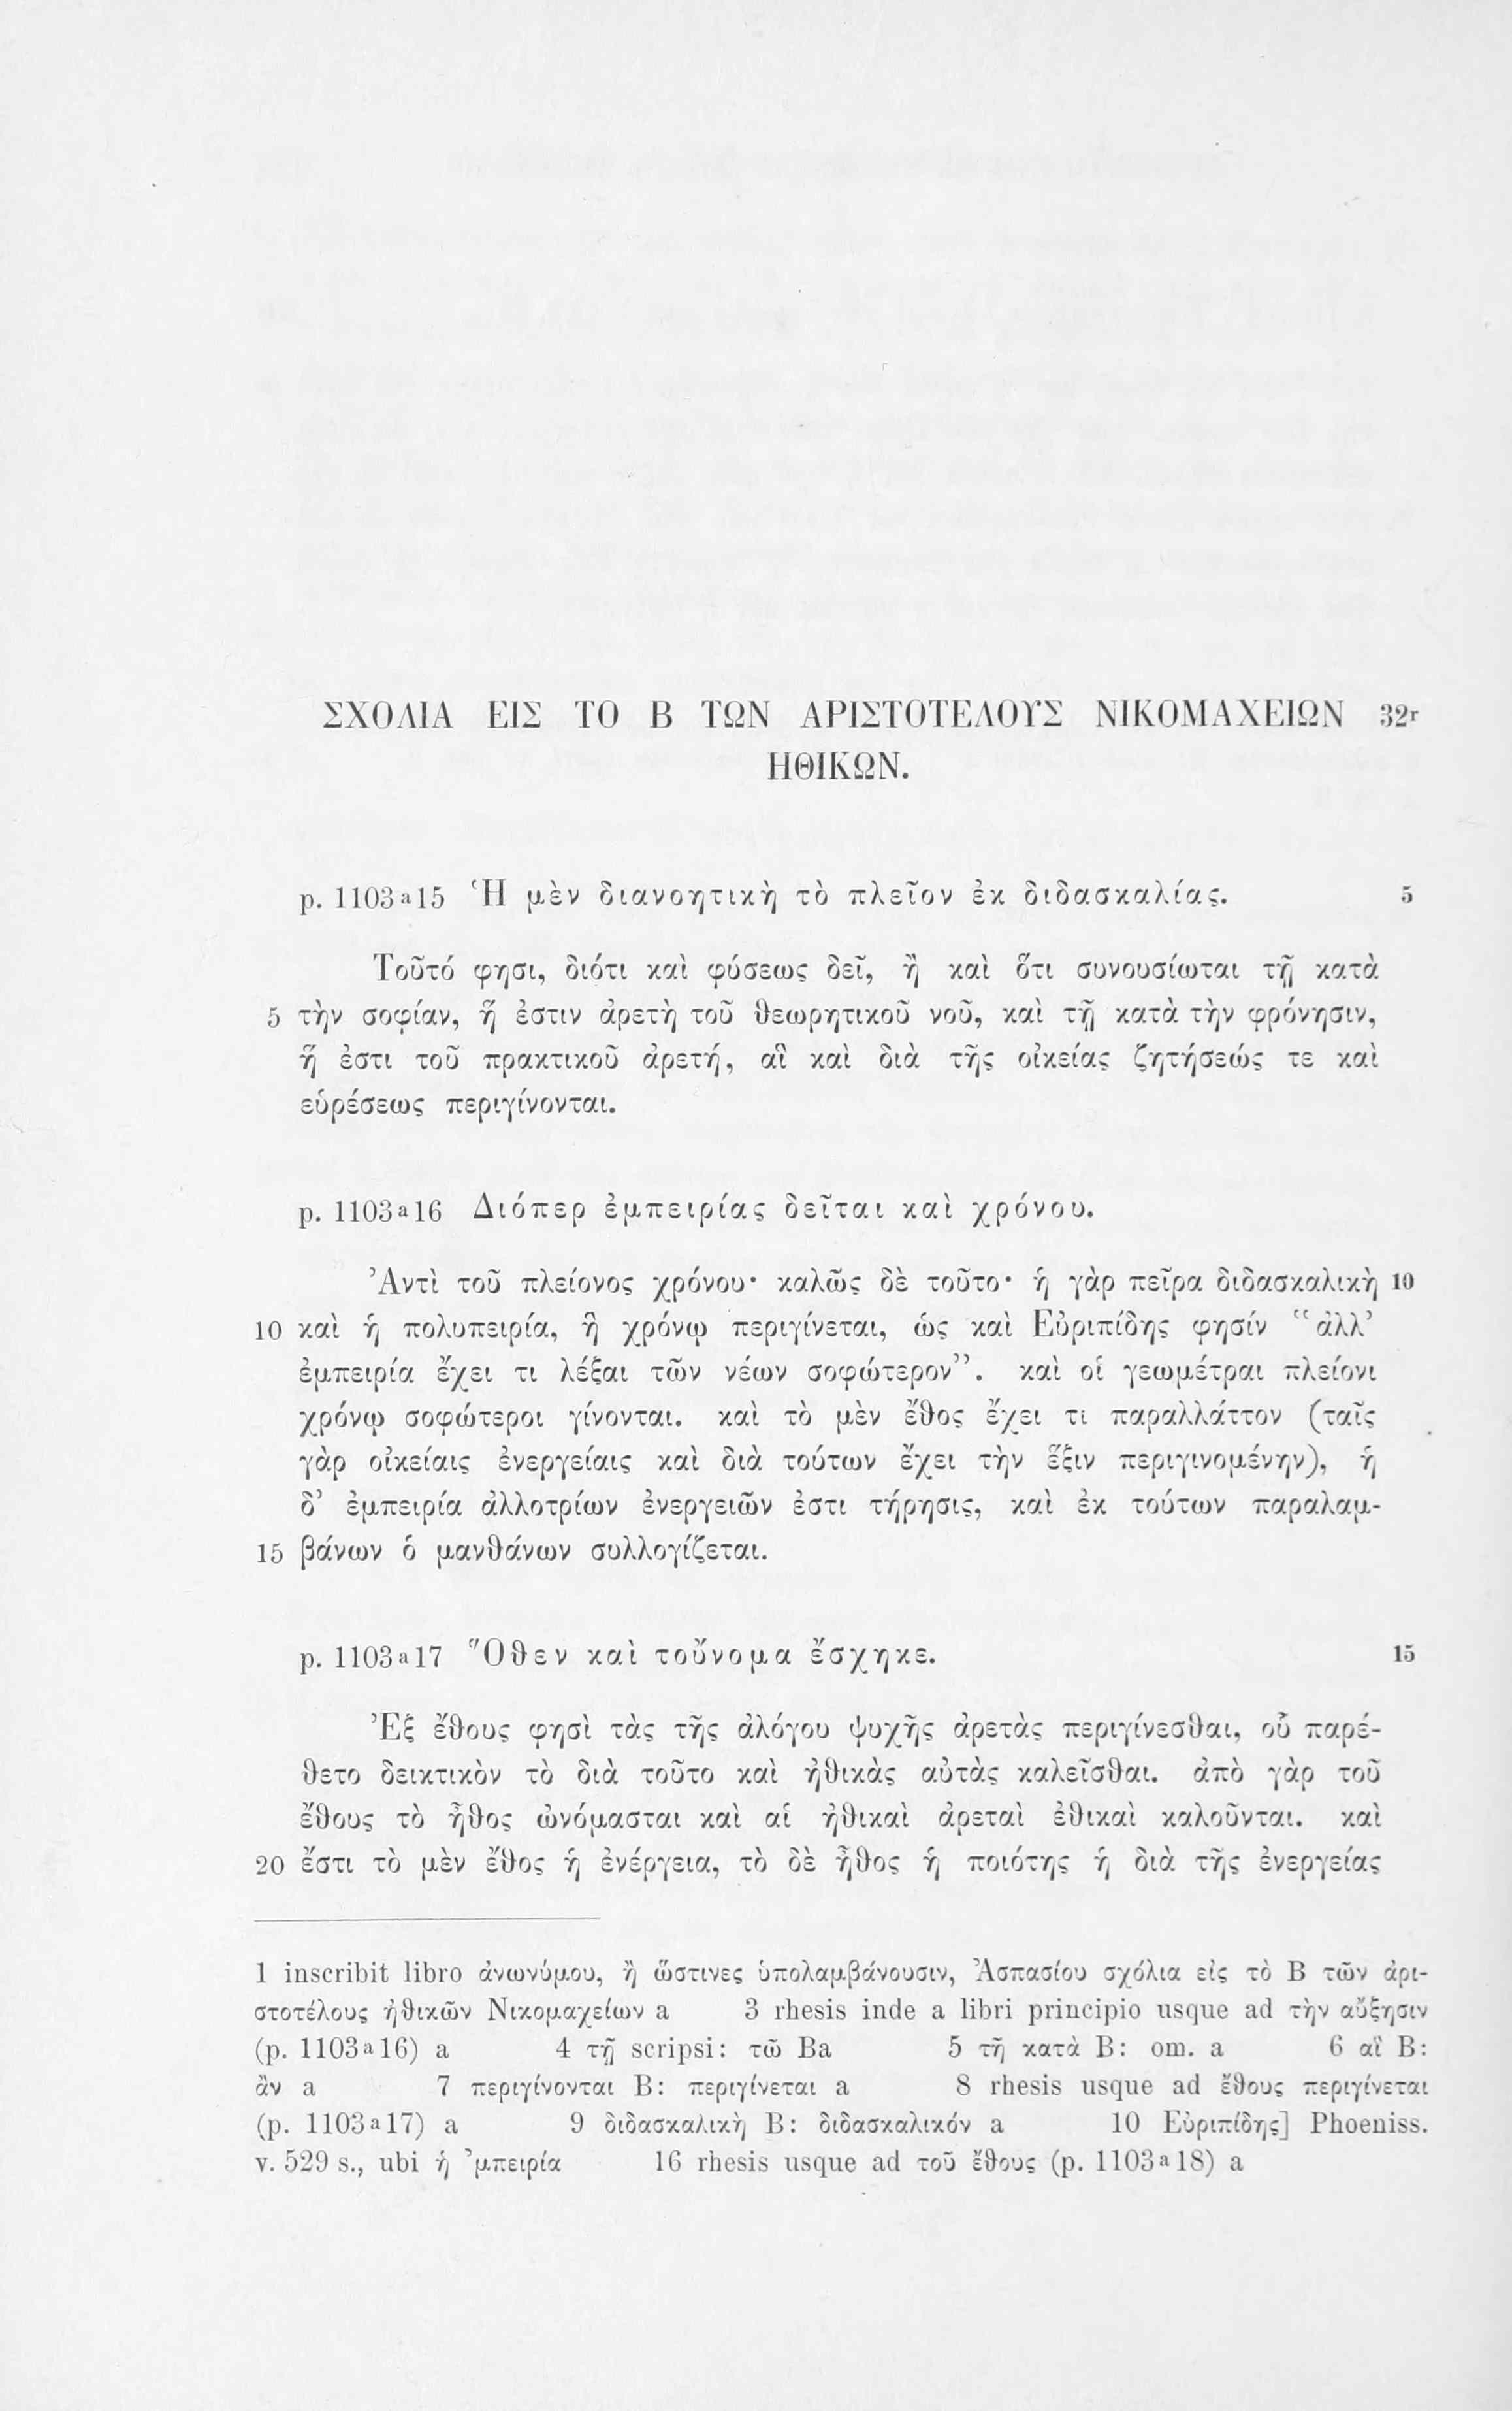 ΣΧΟΛΙΑ ΕΙΣ ΤΟ Β ΤΩΝ ΑΡΙΣΤΟΤΕΛΟΥΣ ΝΙΚΟΜΑΧΕΙΩΝ 32r
ΗΘΙΚΩΝ.
p. 1103a15 Ἡ μὲν διανοητικὴ τὸ πλεῖον ἐκ διδασκαλίας. 5
Τοῦτό φησι, διότι καὶ φύσεως δεῖ, ἢ καὶ ὅτι συνουσίωται τῇ κατὰ
5 τὴν σοφίαν, ἥ ἐστιν ἀρετὴ τοῦ θεωρητικοῦ νοῦ, καὶ τῇ κατὰ τὴν φρόνησιν,
ἥ ἐστι τοῦ πρακτικοῦ ἀρετή, αἳ καὶ διὰ τῆς οἰκείας ζητήσεώς τε καὶ
εὑρέσεως περιγίνονται.
p. 1103a16 Διόπερ ἐμπειρίας δεῖται καὶ χρόνου.
Ἀντὶ τοῦ πλείονος χρόνου· καλῶς δὲ τοῦτο· ἡ γὰρ πεῖρα διδασκαλικὴ 10
10 καὶ ἡ πολυπειρία, ἣ χρόνῳ περιγίνεται, ὡς καὶ Εὐριπίδης φησίν “ἀλλ’
ἐμπειρία ἔχει τι λέξαι τῶν νέων σοφώτερον”. καὶ οἱ γεωμέτραι πλείονι
χρόνῳ σοφώτεροι γίνονται. καὶ τὸ μὲν ἔθος ἔχει τι παραλλάττον (ταῖς
γὰρ οἰκείαις ἐνεργείαις καὶ διὰ τούτων ἔχει τὴν ἕξιν περιγινομένην), ἡ
δ’ ἐμπειρία ἀλλοτρίων ἐνεργειῶν ἐστι τήρησις, καὶ ἐκ τούτων παραλαμ-
15 βάνων ὁ μανθάνων συλλογίζεται.
p. 1103a17 Ὅθεν καὶ τοὔνομα ἔσχηκε. 15
Ἐξ ἔθους φησὶ τὰς τῆς ἀλόγου ψυχῆς ἀρετὰς περιγίνεσθαι, οὗ παρέ-
θετο δεικτικὸν τὸ διὰ τοῦτο καὶ ἠθικὰς αὐτὰς καλεῖσθαι. ἀπὸ γὰρ τοῦ
ἔθους τὸ ἦθος ὠνόμασται καὶ αἱ ἠθικαὶ ἀρεταὶ ἐθικαὶ καλοῦνται. καὶ
20 ἔστι τὸ μὲν ἔθος ἡ ἐνέργεια, τὸ δὲ ἦθος ἡ ποιότης ἡ διὰ τῆς ἐνεργείας
1 inscribit libro ἀνωνύμου, ἢ ὥστινες ὑπολαμβάνουσιν, Ἀσπασίου σχόλια εἰς τὸ Β τῶν ἀρι-
στοτέλους ἠθικῶν Νικομαχείων a 3 rhesis inde a libri principio usque ad τὴν αὔξησιν
(p. 1103a16) a 4 τῇ scripsi: τῶ Ba 5 τῆ κατὰ B: om. a 6 αἳ B:
ἂν a 7 περιγίνονται B: περιγίνεται a 8 rhesis usque ad ἔθους περιγίνεται
(p. 1103a17) a 9 διδασκαλικὴ B: διδασκαλικόν a 10 Εὐριπίδης] Phoeniss.
v. 529 s., ubi ἡ ’μπειρία 16 rhesis usque ad τοῦ ἔθους (p. 1103a18) a